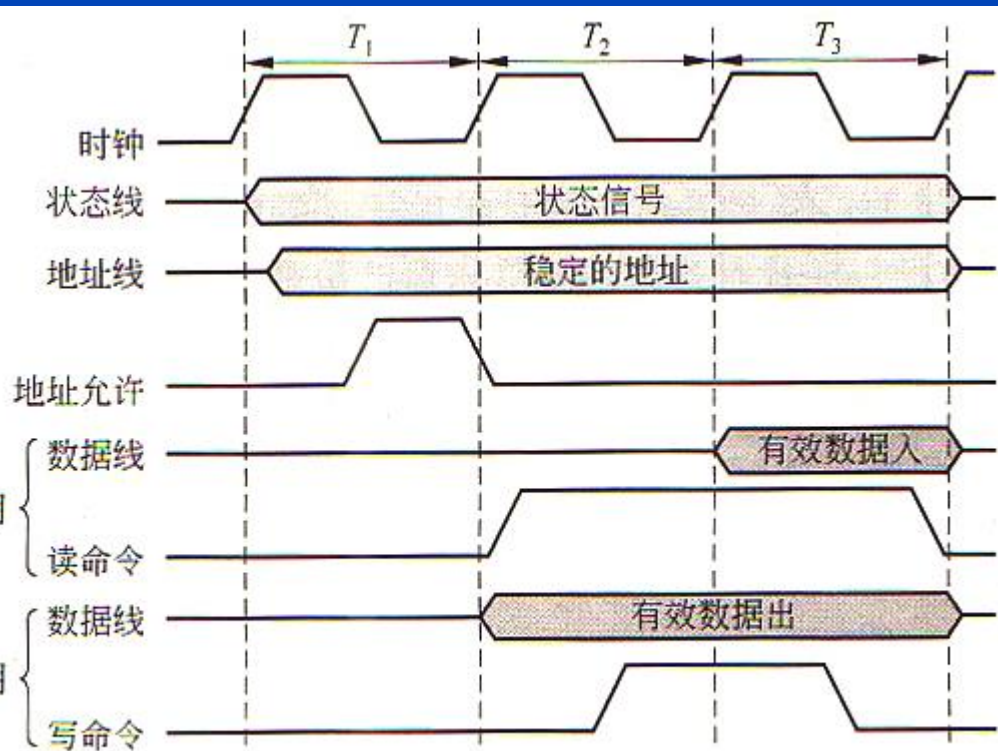 T₁ T₂ T₃
时钟
状态线 状态信号
地址线 稳定的地址
地址允许
数据线 有效数据入
读命令
数据线 有效数据出
写命令